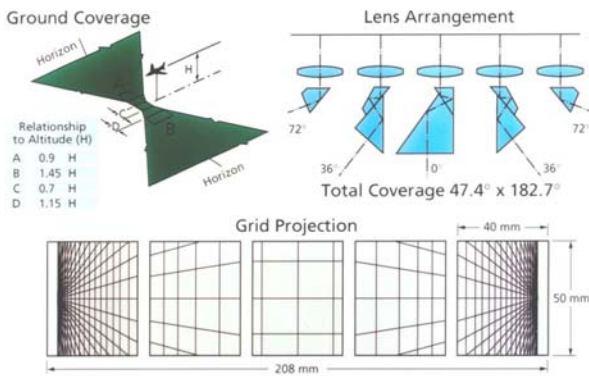 Ground Coverage
Horizon
H
A
C
D
B
Horizon
Relationship
to Altitude (H)
A 0.9 H
B 1.45 H
C 0.7 H
D 1.15 H
Lens Arrangement
72°
36°
0°
36°
72°
Total Coverage 47.4° x 182.7°
Grid Projection
40 mm
50 mm
208 mm